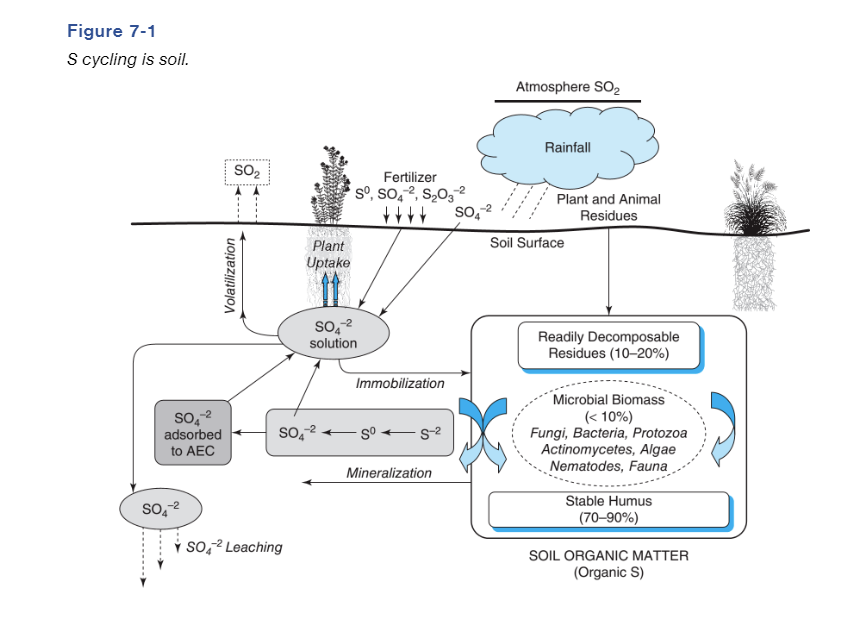 Figure 7-1
S cycling is soil.
Atmosphere SO₂
Rainfall
SO₂
Fertilizer
S⁰, SO₄⁻², S₂O₃⁻²
SO₄⁻²
Plant and Animal
Residues
Soil Surface
Volatilization
Plant
Uptake
SO₄⁻²
solution
Readily Decomposable
Residues (10–20%)
Immobilization
Microbial Biomass
(< 10%)
Fungi, Bacteria, Protozoa
Actinomycetes, Algae
Nematodes, Fauna
SO₄⁻²
adsorbed
to AEC
SO₄⁻² S⁰ S⁻²
Mineralization
Stable Humus
(70–90%)
SO₄⁻²
SO₄⁻² Leaching
SOIL ORGANIC MATTER
(Organic S)